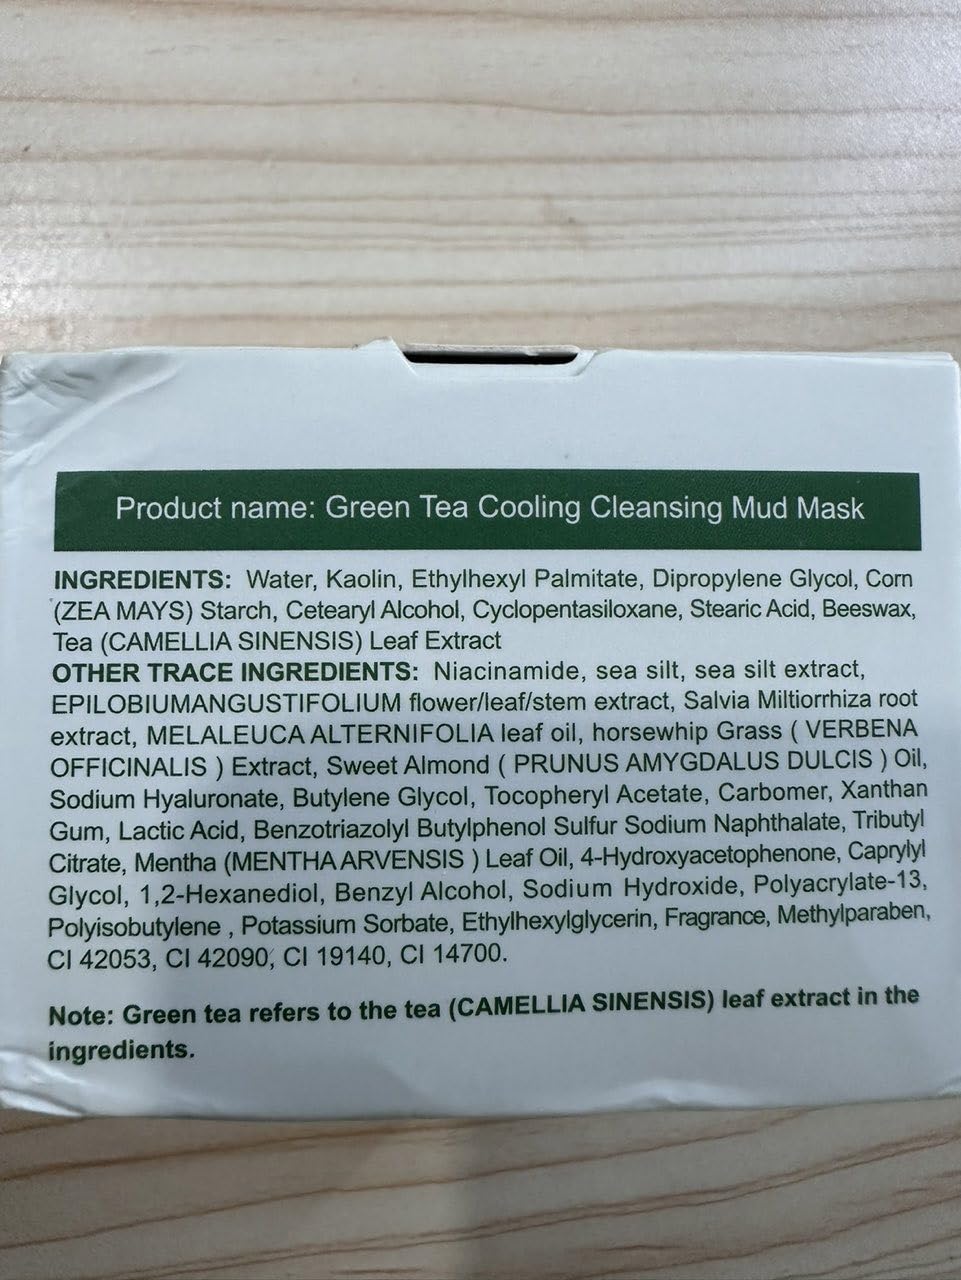 Product name: Green Tea Cooling Cleansing Mud Mask
INGREDIENTS: Water, Kaolin, Ethylhexyl Palmitate, Dipropylene Glycol, Corn
(ZEA MAYS) Starch, Cetearyl Alcohol, Cyclopentasiloxane, Stearic Acid, Beeswax,
Tea (CAMELLIA SINENSIS) Leaf Extract
OTHER TRACE INGREDIENTS: Niacinamide, sea silt, sea silt extract,
EPILOBIUMANGUSTIFOLIUM flower/leaf/stem extract, Salvia Miltiorrhiza root
extract, MELALEUCA ALTERNIFOLIA leaf oil, horsewhip Grass ( VERBENA
OFFICINALIS ) Extract, Sweet Almond ( PRUNUS AMYGDALUS DULCIS ) Oil,
Sodium Hyaluronate, Butylene Glycol, Tocopheryl Acetate, Carbomer, Xanthan
Gum, Lactic Acid, Benzotriazolyl Butylphenol Sulfur Sodium Naphthalate, Tributyl
Citrate, Mentha (MENTHA ARVENSIS ) Leaf Oil, 4-Hydroxyacetophenone, Caprylyl
Glycol, 1,2-Hexanediol, Benzyl Alcohol, Sodium Hydroxide, Polyacrylate-13,
Polyisobutylene , Potassium Sorbate, Ethylhexylglycerin, Fragrance, Methylparaben,
CI 42053, CI 42090, CI 19140, CI 14700.
Note: Green tea refers to the tea (CAMELLIA SINENSIS) leaf extract in the
ingredients.